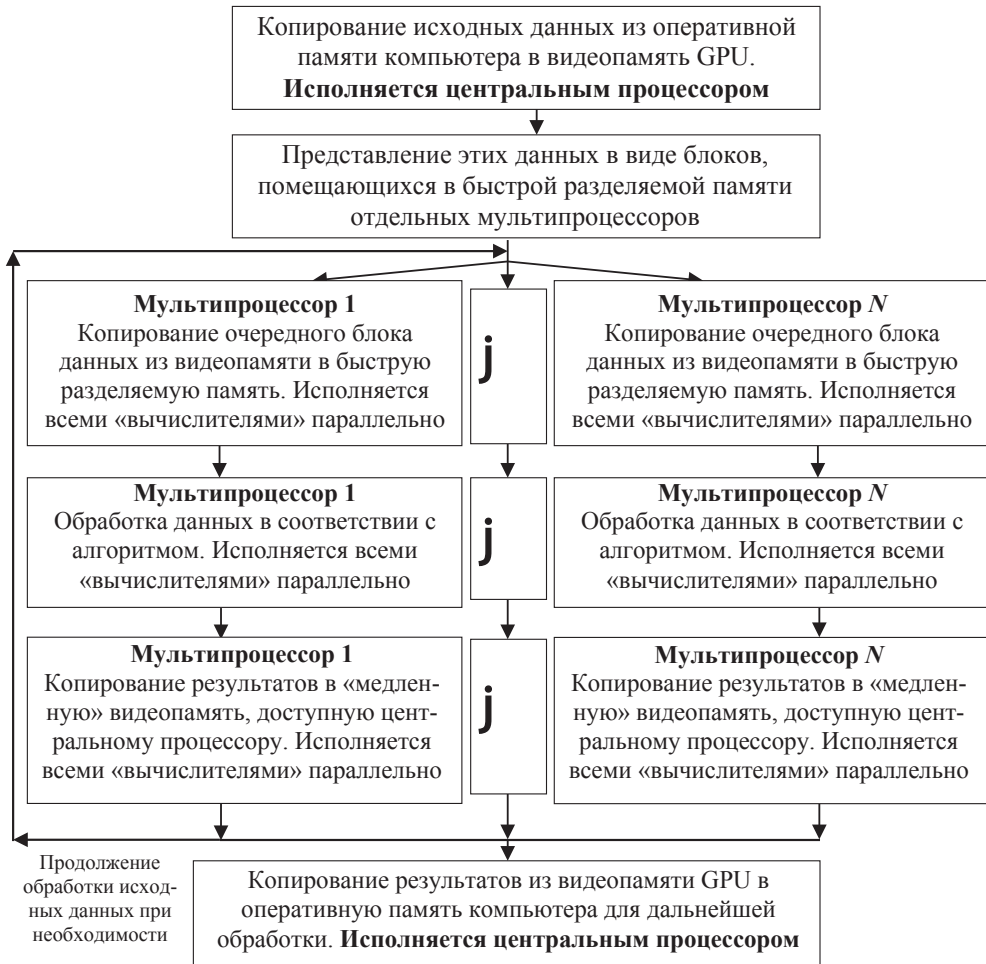 Копирование исходных данных из оперативной
памяти компьютера в видеопамять GPU.
Исполняется центральным процессором
Представление этих данных в виде блоков,
помещающихся в быстрой разделяемой памяти
отдельных мультипроцессоров
Мультипроцессор 1
Копирование очередного блока
данных из видеопамяти в быструю
разделяемую память. Исполняется
всеми «вычислителями» параллельно
j
Мультипроцессор N
Копирование очередного блока
данных из видеопамяти в быструю
разделяемую память. Исполняется
всеми «вычислителями» параллельно
Мультипроцессор 1
Обработка данных в соответствии с
алгоритмом. Исполняется всеми
«вычислителями» параллельно
j
Мультипроцессор N
Обработка данных в соответствии с
алгоритмом. Исполняется всеми
«вычислителями» параллельно
Мультипроцессор 1
Копирование результатов в «медлен-
ную» видеопамять, доступную цент-
ральному процессору. Исполняется
всеми «вычислителями» параллельно
j
Мультипроцессор N
Копирование результатов в «медлен-
ную» видеопамять, доступную цент-
ральному процессору. Исполняется
всеми «вычислителями» параллельно
Продолжение
обработки исход-
ных данных при
необходимости
Копирование результатов из видеопамяти GPU в
оперативную память компьютера для дальнейшей
обработки. Исполняется центральным процессором